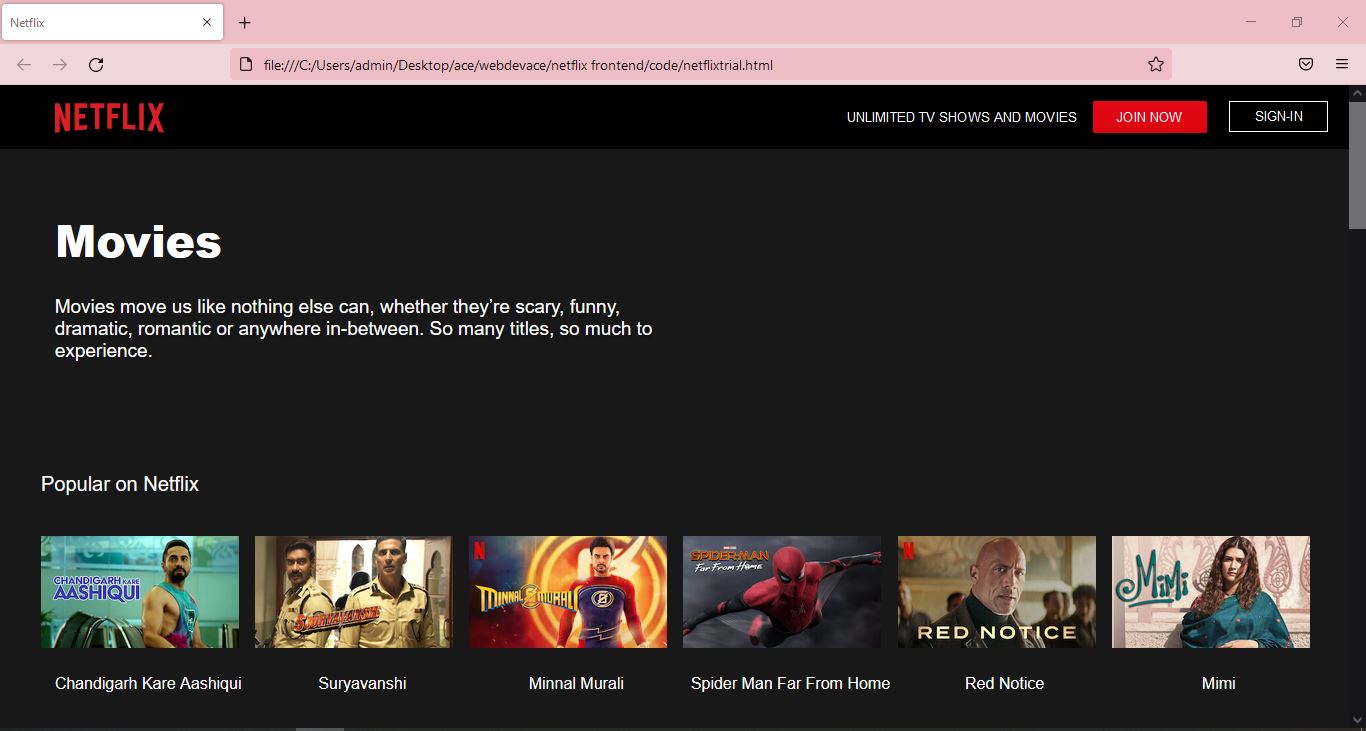 Netflix
file:///C:/Users/admin/Desktop/ace/webdevace/netflix frontend/code/netflixtrial.html
NETFLIX
UNLIMITED TV SHOWS AND MOVIES
JOIN NOW
SIGN-IN
Movies
Movies move us like nothing else can, whether they’re scary, funny,
dramatic, romantic or anywhere in-between. So many titles, so much to
experience.
Popular on Netflix
CHANDIGARH KARE
AASHIQUI
SOORYAVANSHI
N
MINNAL MURALI
SPIDER-MAN
Far From Home
N
RED NOTICE
MiMi
Chandigarh Kare Aashiqui
Suryavanshi
Minnal Murali
Spider Man Far From Home
Red Notice
Mimi